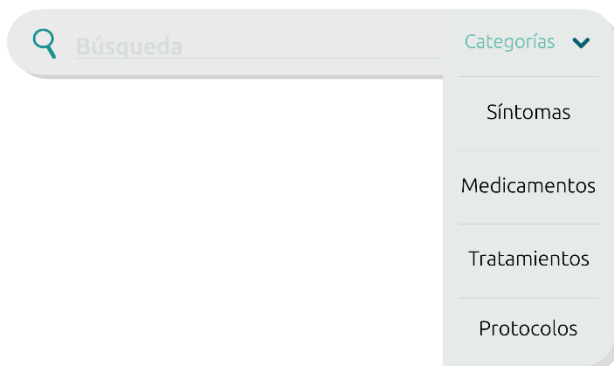 Búsqueda
Categorías
Síntomas
Medicamentos
Tratamientos
Protocolos